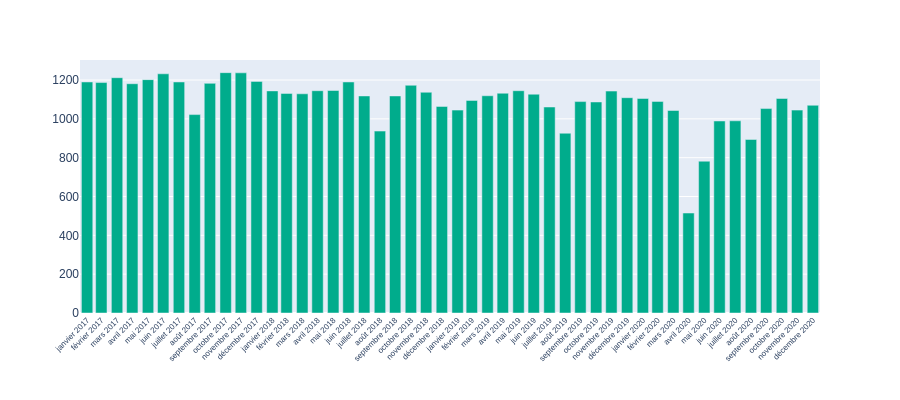 1200
1000
800
600
400
200
0
janvier 2017
février 2017
mars 2017
avril 2017
mai 2017
juin 2017
juillet 2017
août 2017
septembre 2017
octobre 2017
novembre 2017
décembre 2017
janvier 2018
février 2018
mars 2018
avril 2018
mai 2018
juin 2018
juillet 2018
août 2018
septembre 2018
octobre 2018
novembre 2018
décembre 2018
janvier 2019
février 2019
mars 2019
avril 2019
mai 2019
juin 2019
juillet 2019
août 2019
septembre 2019
octobre 2019
novembre 2019
décembre 2019
janvier 2020
février 2020
mars 2020
avril 2020
mai 2020
juin 2020
juillet 2020
août 2020
septembre 2020
octobre 2020
novembre 2020
décembre 2020